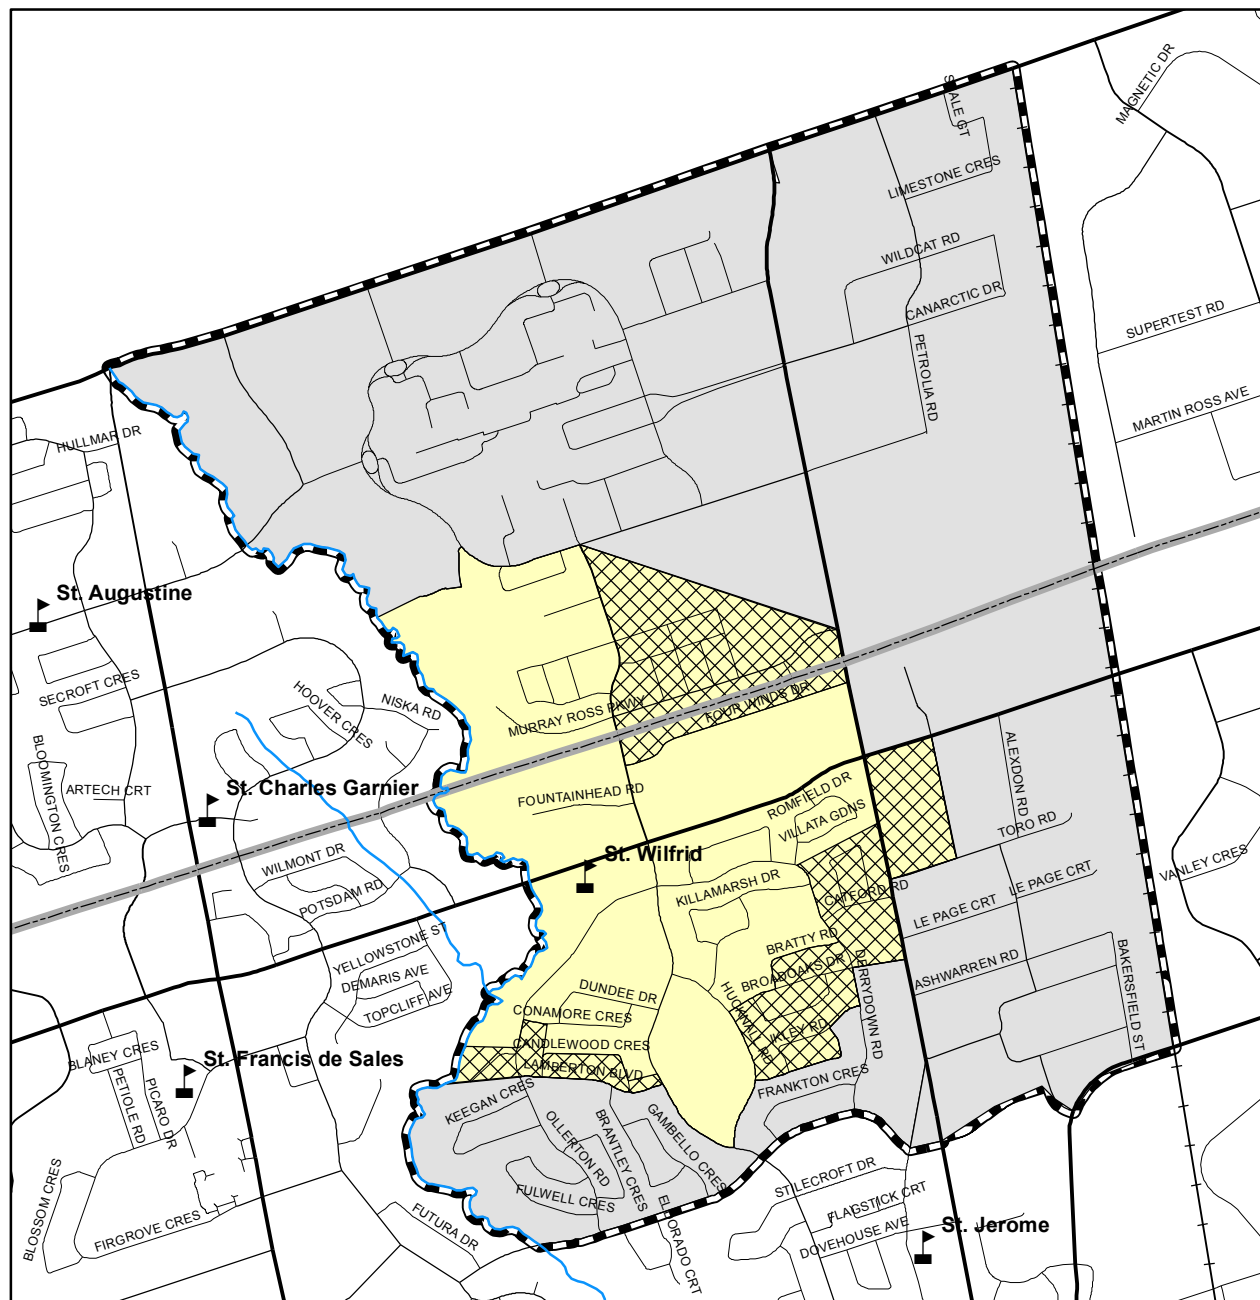 MAGNETIC DR
LIMESTONE CRES
WILDCAT RD
CANARCTIC DR
SUPERTEST RD
PETROLIA RD
MARTIN ROSS AVE
HULLMAR DR
St. Augustine
SECROFT CRES
HOOVER CRES
NISKA RD
MURRAY ROSS PKWY
FOUR WINDS DR
BLOOMINGTON CRES
ARTECH CRT
St. Charles Garnier
FOUNTAINHEAD RD
ROMFIELD DR
VILLATA GDNS
ALEXDON RD
TORO RD
St. Wilfrid
WILMONT DR
POTSDAM RD
KILLAMARSH DR
CATFORD RD
LE PAGE CRT
LE PAGE CRT
VANLEY CRES
YELLOWSTONE ST
DEMARIS AVE
TOPCLIFF AVE
BRATTY RD
BROADOAKS DR
DERRYDOWN RD
ASHWARREN RD
BAKERSFIELD ST
DUNDEE DR
CONAMORE CRES
CANDLEWOOD CRES
LAMBERTON BLVD
HUCKNALL RD
BLANEY CRES
PETIOLE RD
PICARO DR
St. Francis de Sales
KEEGAN CRES
OLLERTON RD
BRANTLEY CRES
GAMBELLO CRES
FRANKTON CRES
FULWELL CRES
STILECROFT DR
FLAGSTICK CRT
DOVEHOUSE AVE
St. Jerome
BLOSSOM CRES
FIRGROVE CRES
FUTURA DR
ELDORADO CRT